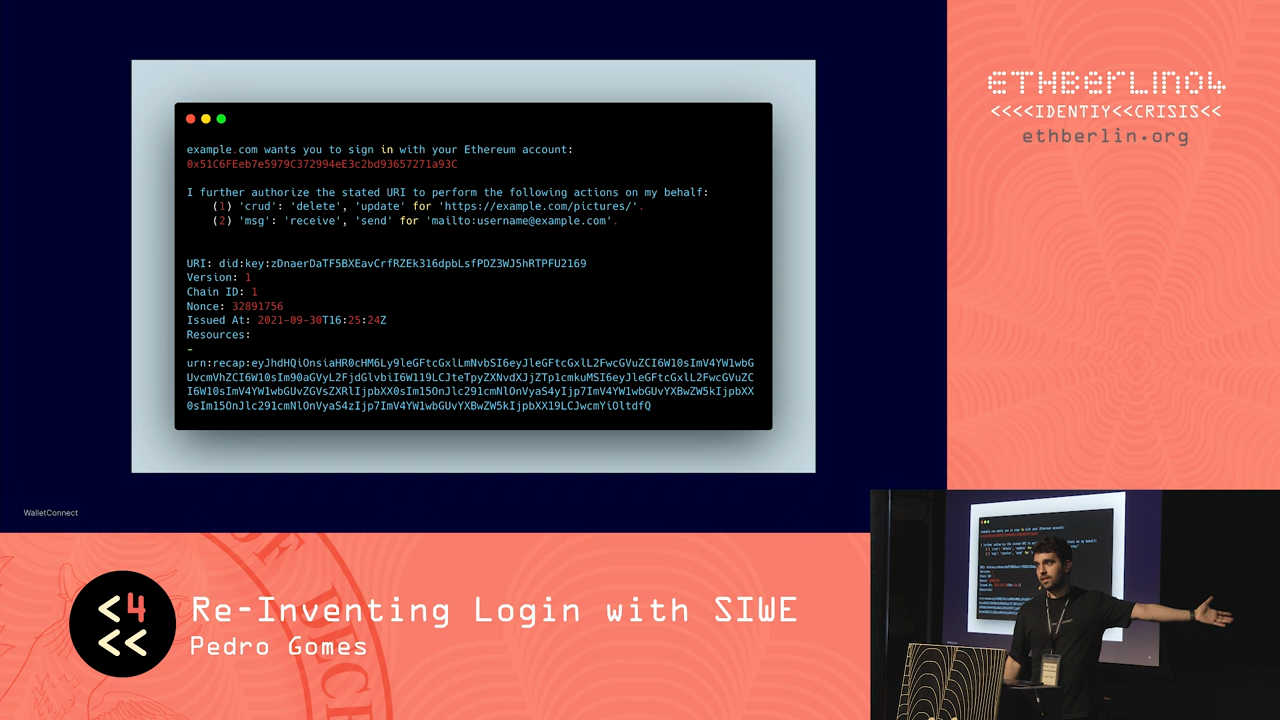 example.com wants you to sign in with your Ethereum account:
0x51C6FEeb7e5979C372994eE3c2bd93657271a93C
I further authorize the stated URI to perform the following actions on my behalf:
(1) 'crud': 'delete', 'update' for 'https://example.com/pictures/'.
(2) 'msg': 'receive', 'send' for 'mailto:username@example.com'.
URI: did:key:zDnaerDaTF5BXEavCrfRZEk316dpbLsfPDZ3WJ5hRTPFU2169
Version: 1
Chain ID: 1
Nonce: 32891756
Issued At: 2021-09-30T16:25:24Z
Resources:
-
urn:recap:eyJhdHQiOnsiaHR0cHM6Ly9leGFtcGxlLmNvbSI6eyJleGFtcGxlL2FwcGVuZCI6W10sImV4YW1wbG
UvcmVhZCI6W10sIm90aGVyL2FjdGlvbiI6W119LCJteTpyZXNvdXJjZTp1cmkuMSI6eyJleGFtcGxlL2FwcGVuZC
I6W10sImV4YW1wbGUvZGVsZXRlIjpbXX0sIm15OnJlc291cmNlOnVyaS4yIjp7ImV4YW1wbGUvYXBwZW5kIjpbXX
0sIm15OnJlc291cmNlOnVyaS4zIjp7ImV4YW1wbGUvYXBwZW5kIjpbXX19LCJwcmYiOltdfQ
WalletConnect
ETHBerlin04
<<<<IDENTIY<<CRISIS<<
ethberlin.org
<4
<<
Re-Inventing Login with SIWE
Pedro Gomes